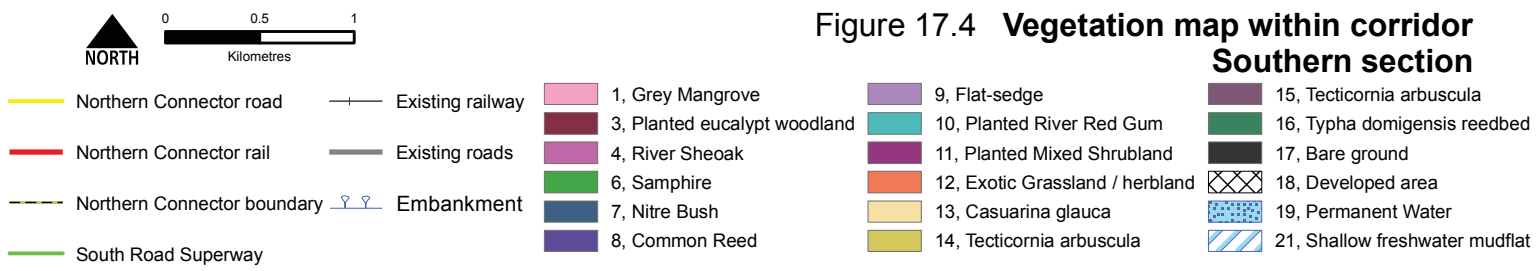 0 0.5 1
Kilometres
NORTH
Figure 17.4 Vegetation map within corridor
Southern section
Northern Connector road
Northern Connector rail
Northern Connector boundary
South Road Superway
Existing railway
Existing roads
Embankment
1, Grey Mangrove
3, Planted eucalypt woodland
4, River Sheoak
6, Samphire
7, Nitre Bush
8, Common Reed
9, Flat-sedge
10, Planted River Red Gum
11, Planted Mixed Shrubland
12, Exotic Grassland / herbland
13, Casuarina glauca
14, Tecticornia arbuscula
15, Tecticornia arbuscula
16, Typha domigensis reedbed
17, Bare ground
18, Developed area
19, Permanent Water
21, Shallow freshwater mudflat